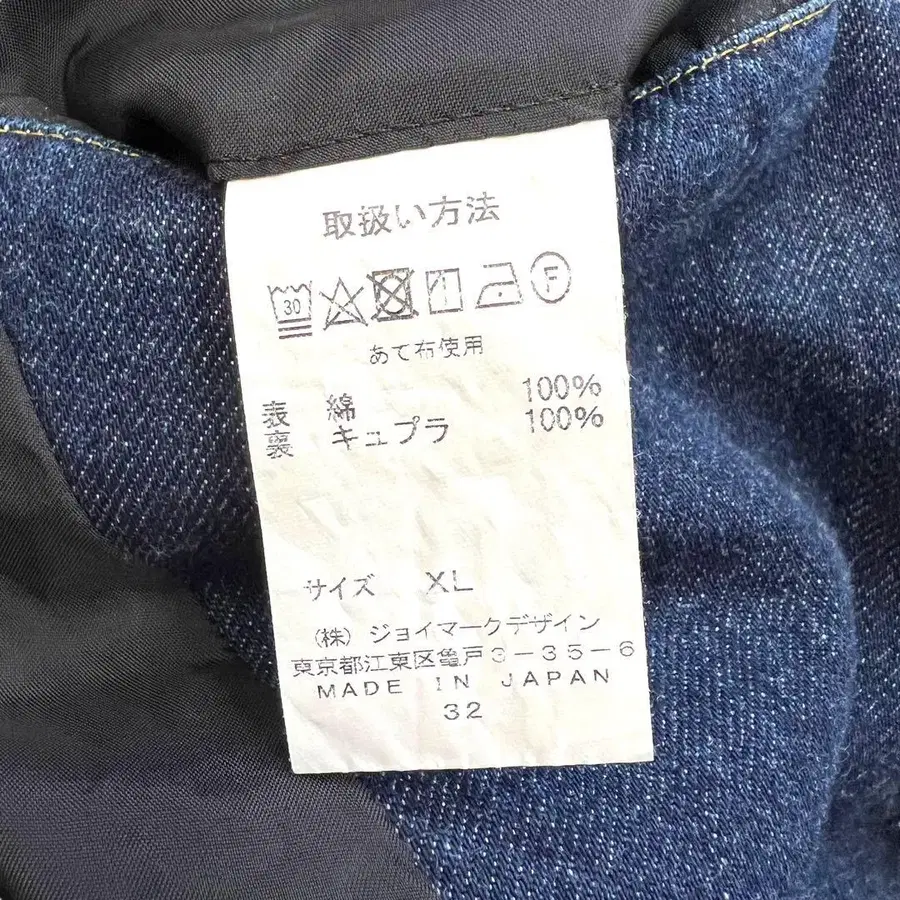 取扱い方法
30 F
あて布使用
表 綿 100%
裏 キュプラ 100%
サイズ XL
(株)ジョイマークデザイン
東京都江東区亀戸3-35-6
MADE IN JAPAN
32